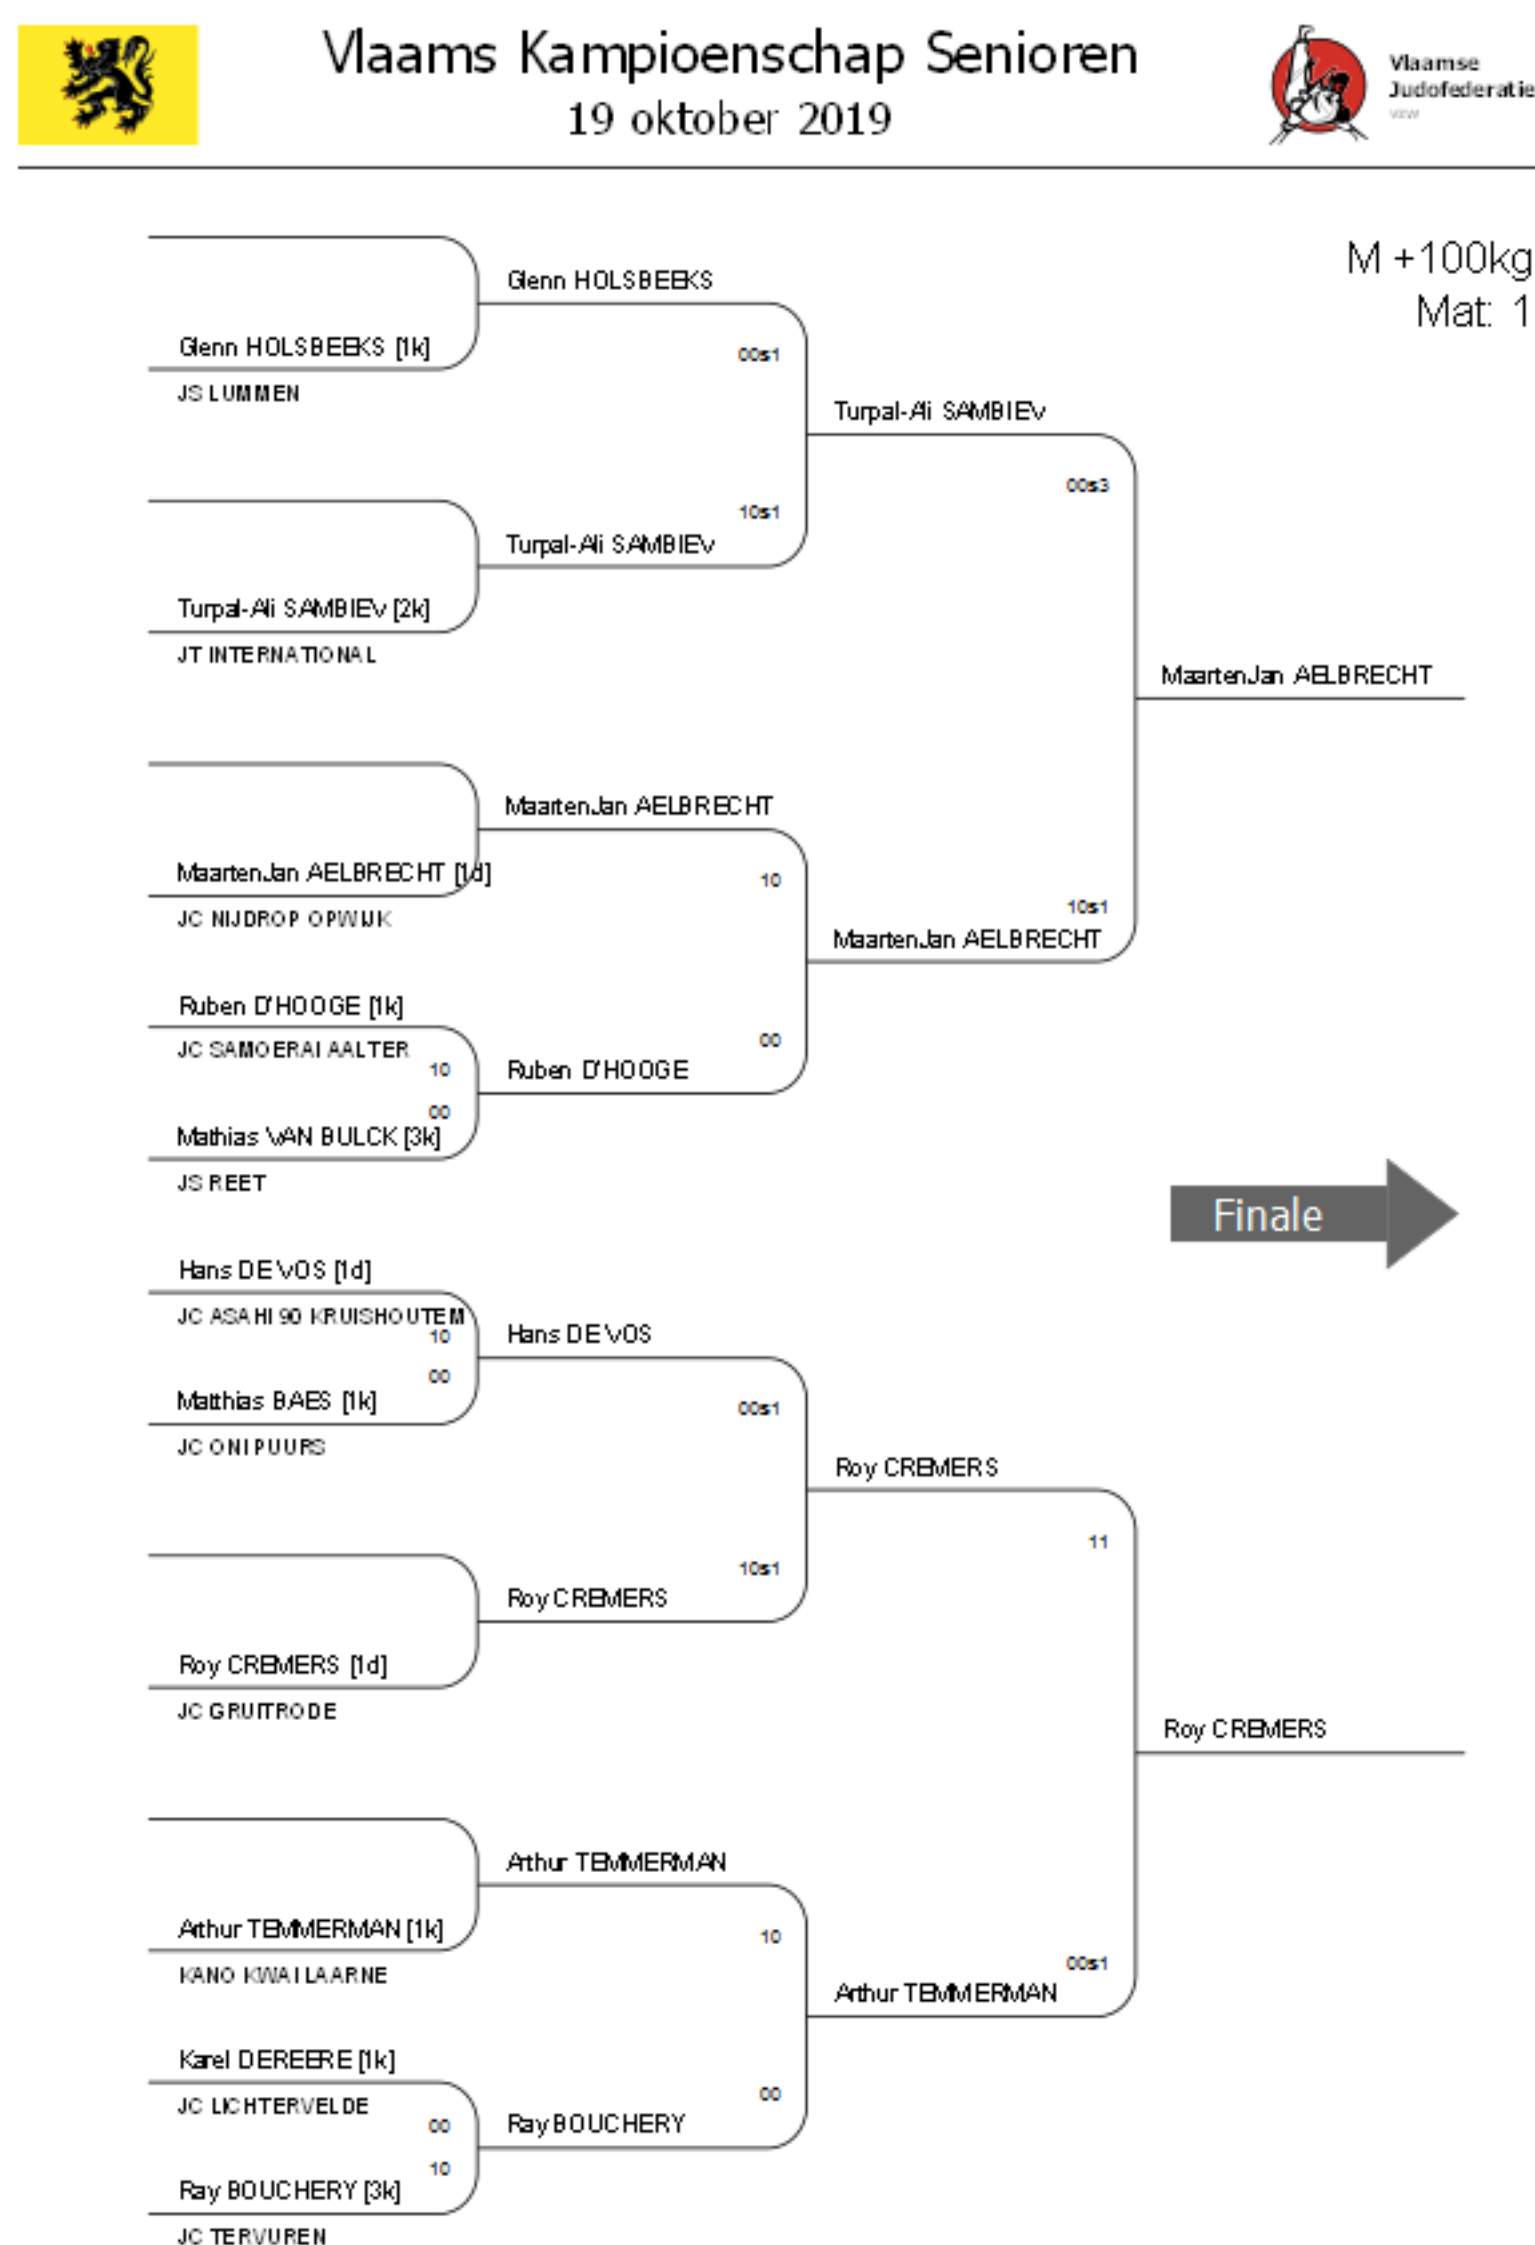 Vlaams Kampioenschap Senioren
19 oktober 2019
Vlaamse
Judofederatie
vzw
M +100kg
Mat: 1
Glenn HOLSBEEKS
Glenn HOLSBEEKS [1k]
00s1
JS LUMMEN
Turpal-Ali SAMBIEV
00s3
10s1
Turpal-Ali SAMBIEV
Turpal-Ali SAMBIEV [2k]
JT INTERNATIONAL
MaartenJan AELBRECHT
MaartenJan AELBRECHT
MaartenJan AELBRECHT [1d]
10
JC NIJDROP OPWIJK
10s1
MaartenJan AELBRECHT
Ruben D'HOOGE [1k]
00
JC SAMOERAI AALTER
10
Ruben D'HOOGE
00
Mathias VAN BULCK [3k]
JS REET
Finale
Hans DE VOS [1d]
JC ASAHI 90 KRUISHOUTEM
10
Hans DE VOS
00
Matthias BAES [1k]
00s1
JC ONI PUURS
Roy CREMERS
11
10s1
Roy CREMERS
Roy CREMERS [1d]
JC GRUITRODE
Roy CREMERS
Arthur TEMMERMAN
Arthur TEMMERMAN [1k]
10
KANO KWAI LAARNE
00s1
Arthur TEMMERMAN
Karel DEREERE [1k]
00
JC LICHTERVELDE
00
Ray BOUCHERY
10
Ray BOUCHERY [3k]
JC TERVUREN